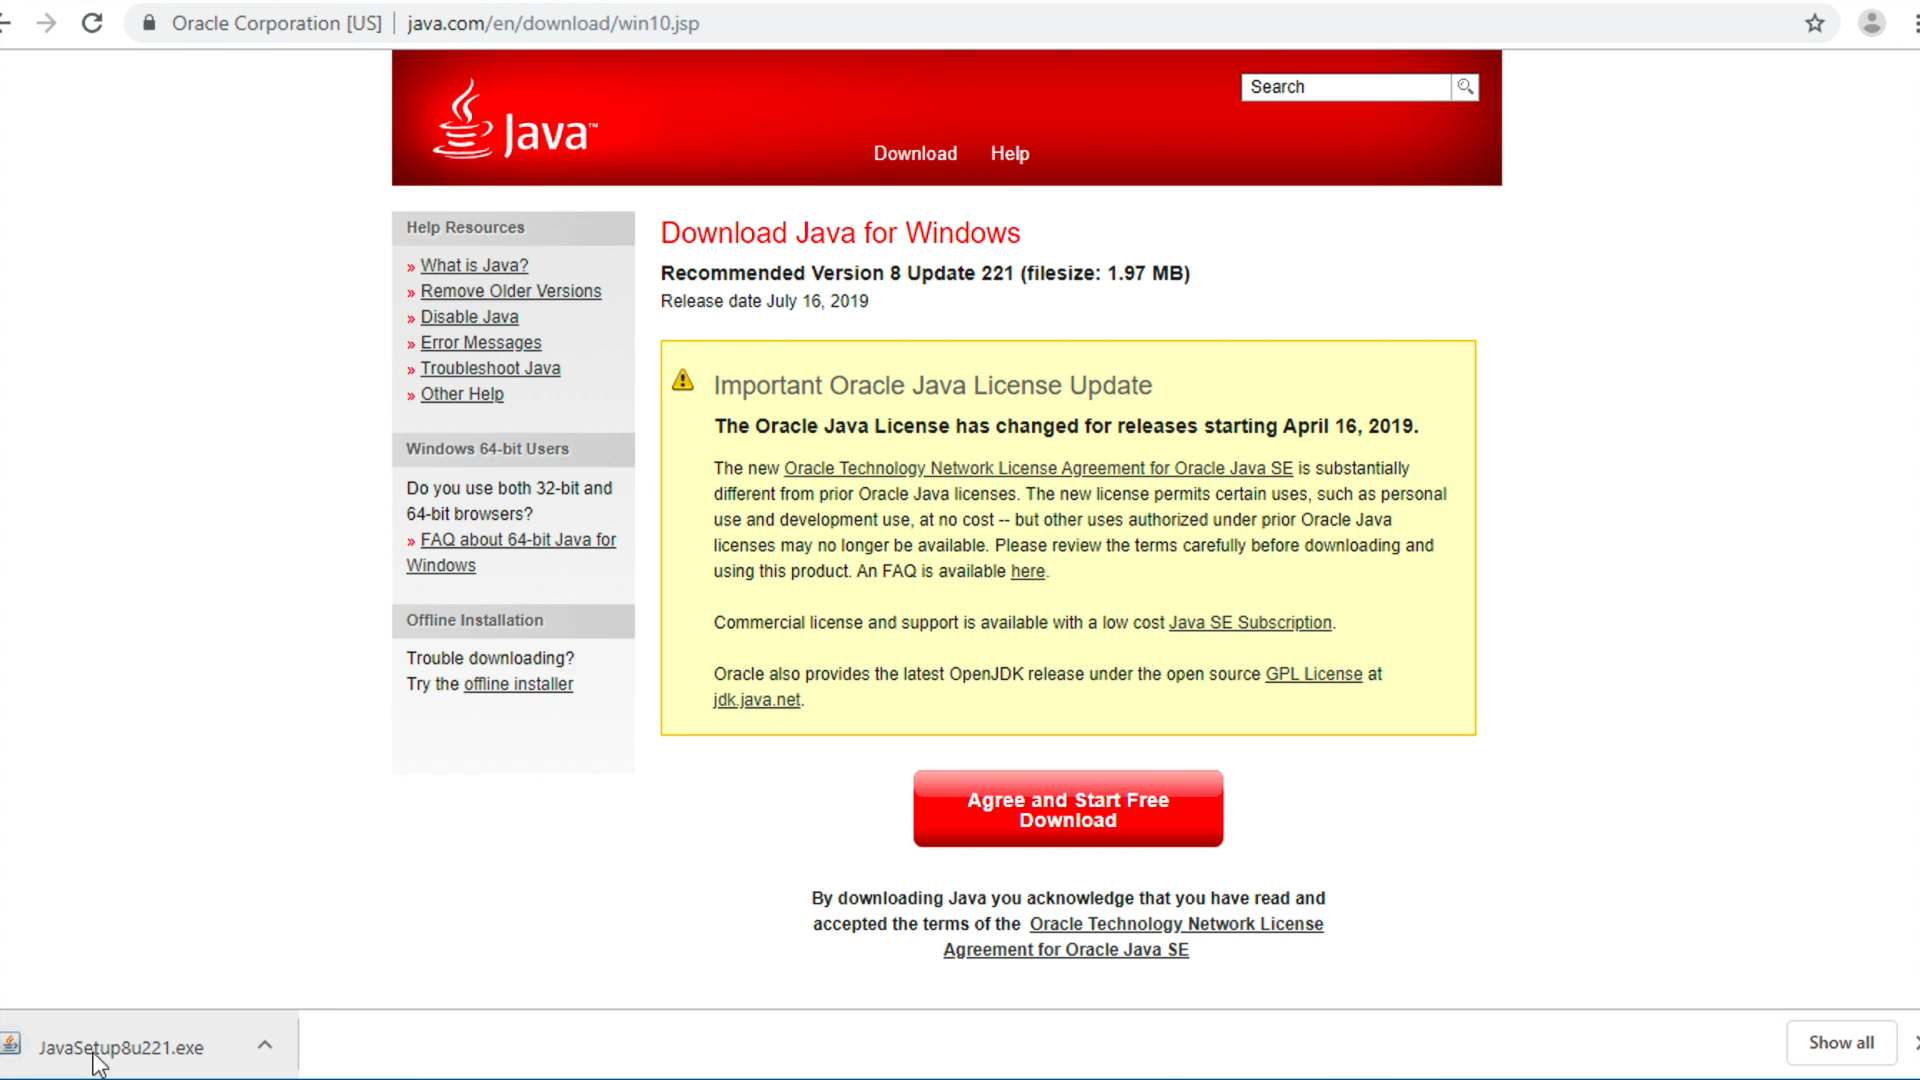 Oracle Corporation [US] | java.com/en/download/win10.jsp
Java™
Search
Download Help
Help Resources
» What is Java?
» Remove Older Versions
» Disable Java
» Error Messages
» Troubleshoot Java
» Other Help
Windows 64-bit Users
Do you use both 32-bit and
64-bit browsers?
» FAQ about 64-bit Java for
Windows
Offline Installation
Trouble downloading?
Try the offline installer
Download Java for Windows
Recommended Version 8 Update 221 (filesize: 1.97 MB)
Release date July 16, 2019
Important Oracle Java License Update
The Oracle Java License has changed for releases starting April 16, 2019.
The new Oracle Technology Network License Agreement for Oracle Java SE is substantially
different from prior Oracle Java licenses. The new license permits certain uses, such as personal
use and development use, at no cost -- but other uses authorized under prior Oracle Java
licenses may no longer be available. Please review the terms carefully before downloading and
using this product. An FAQ is available here.
Commercial license and support is available with a low cost Java SE Subscription.
Oracle also provides the latest OpenJDK release under the open source GPL License at
jdk.java.net.
Agree and Start Free
Download
By downloading Java you acknowledge that you have read and
accepted the terms of the Oracle Technology Network License
Agreement for Oracle Java SE
JavaSetup8u221.exe
Show all